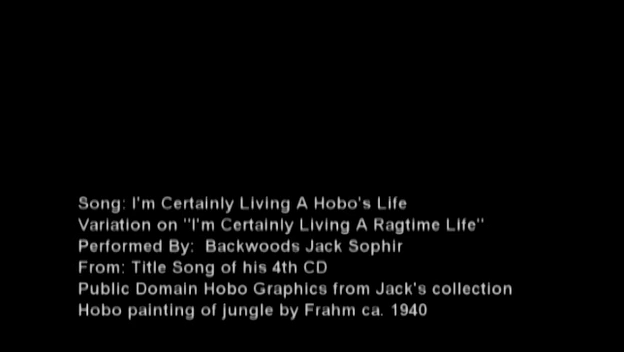 Song: I'm Certainly Living A Hobo's Life
Variation on "I'm Certainly Living A Ragtime Life"
Performed By:  Backwoods Jack Sophir
From: Title Song of his 4th CD
Public Domain Hobo Graphics from Jack's collection
Hobo painting of jungle by Frahm ca. 1940